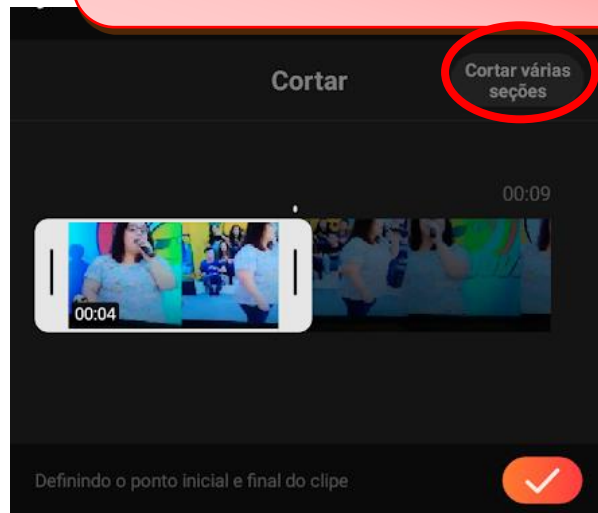 Cortar
Cortar várias
seções
00:09
00:04
Definindo o ponto inicial e final do clipe